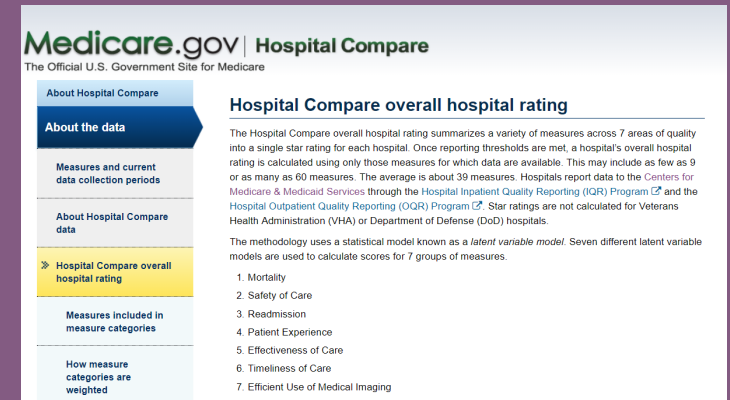 Medicare.gov | Hospital Compare
The Official U.S. Government Site for Medicare
About Hospital Compare
About the data
Measures and current
data collection periods
About Hospital Compare
data
Hospital Compare overall
hospital rating
Measures included in
measure categories
How measure
categories are
weighted
Hospital Compare overall hospital rating
The Hospital Compare overall hospital rating summarizes a variety of measures across 7 areas of quality
into a single star rating for each hospital. Once reporting thresholds are met, a hospital's overall hospital
rating is calculated using only those measures for which data are available. This may include as few as 9
or as many as 60 measures. The average is about 39 measures. Hospitals report data to the Centers for
Medicare & Medicaid Services through the Hospital Inpatient Quality Reporting (IQR) Program and the
Hospital Outpatient Quality Reporting (OQR) Program. Star ratings are not calculated for Veterans
Health Administration (VHA) or Department of Defense (DoD) hospitals.
The methodology uses a statistical model known as a latent variable model. Seven different latent variable
models are used to calculate scores for 7 groups of measures.
1. Mortality
2. Safety of Care
3. Readmission
4. Patient Experience
5. Effectiveness of Care
6. Timeliness of Care
7. Efficient Use of Medical Imaging